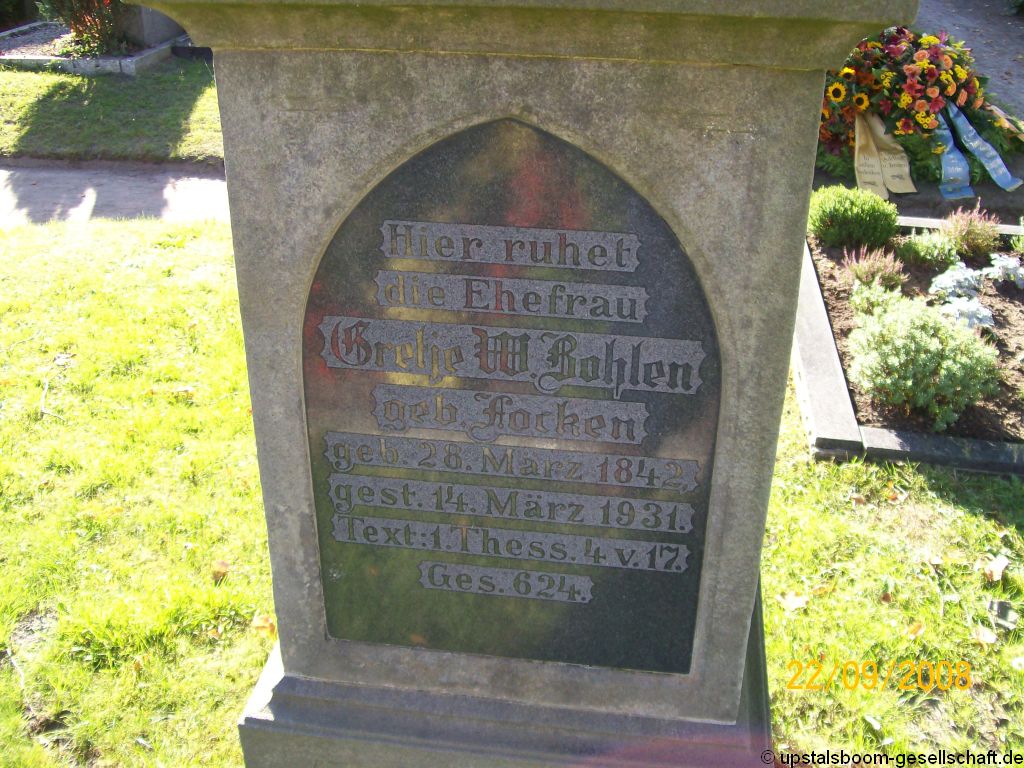 Hier ruhet
die Ehefrau
Gretje W. Bohlen
geb. Focken
geb. 28. März 1842,
gest. 14. März 1931.
Text: 1. Thess. 4 v. 17.
Ges. 624.
22/09/2008
© upstalsboom-gesellschaft.de